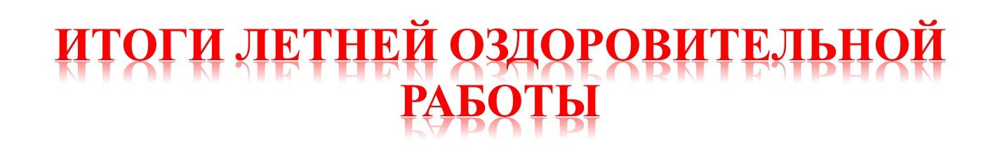 ИТОГИ ЛЕТНЕЙ ОЗДОРОВИТЕЛЬНОЙ
РАБОТЫ